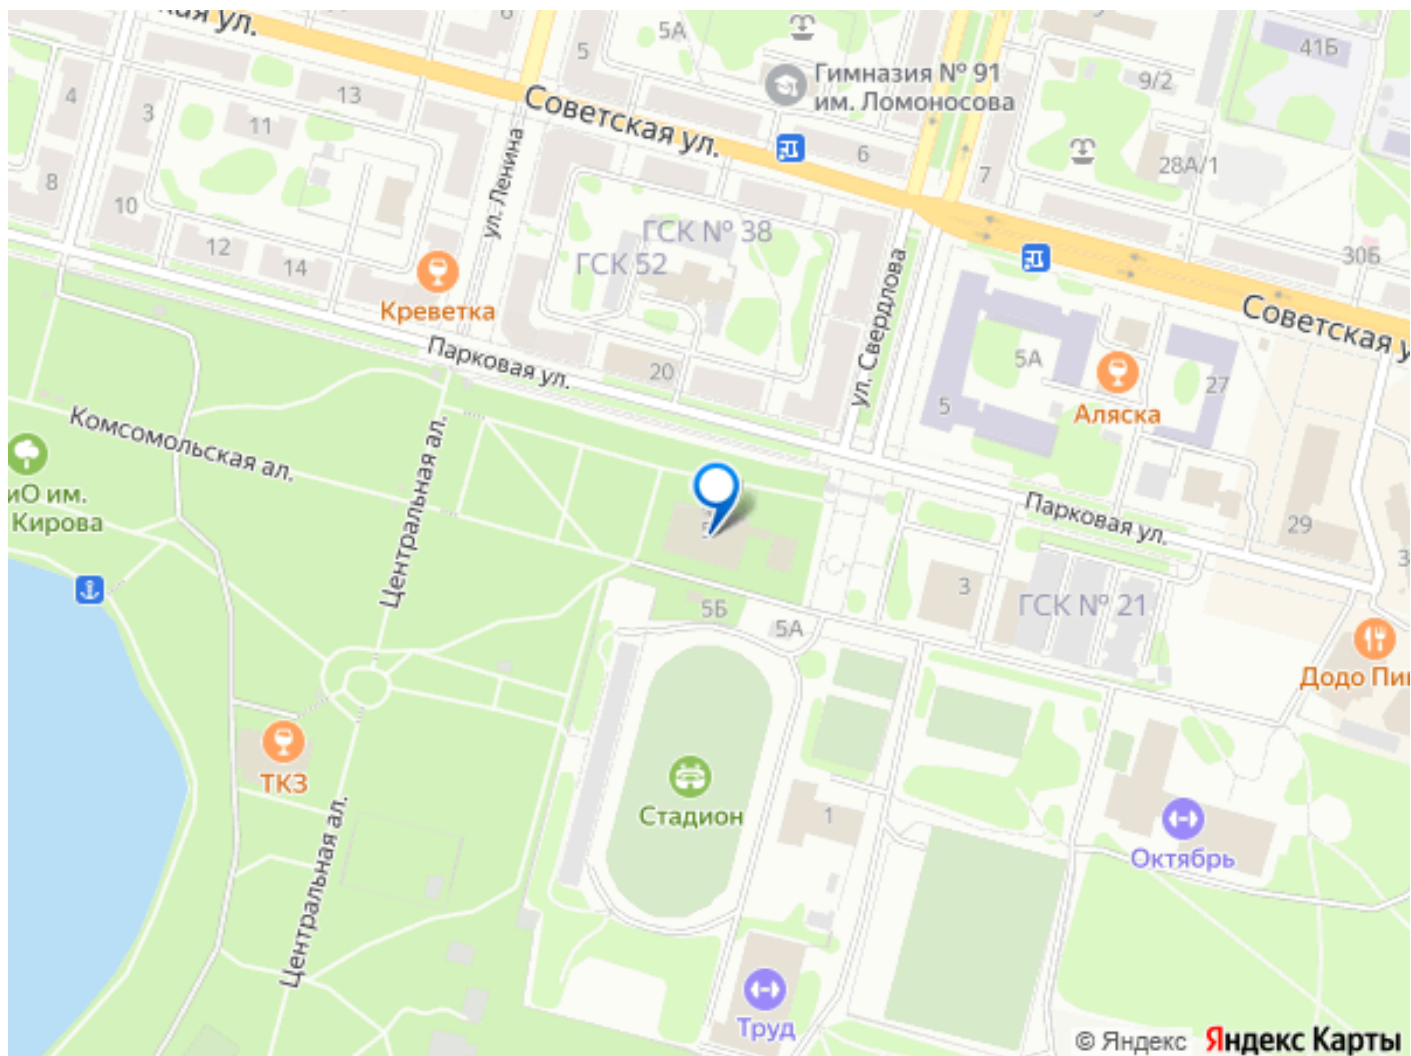 ая ул.
6
5А
5
Гимназия № 91
им. Ломоносова
41Б
9/2
4
3
13
11
Советская ул.
6
7
28А/1
8
10
12
14
ул. Ленина
ГСК № 38
ГСК 52
30Б
Креветка
Советская у
Парковая ул.
20
ул. Свердлова
5А
5
27
Аляска
Комсомольская ал.
Центральная ал.
иО им.
Кирова
Парковая ул.
29
3
ГСК № 21
5Б
5А
Додо Пи
ТКЗ
Стадион
1
Октябрь
Центральная ал.
Труд
© Яндекс Яндекс Карты